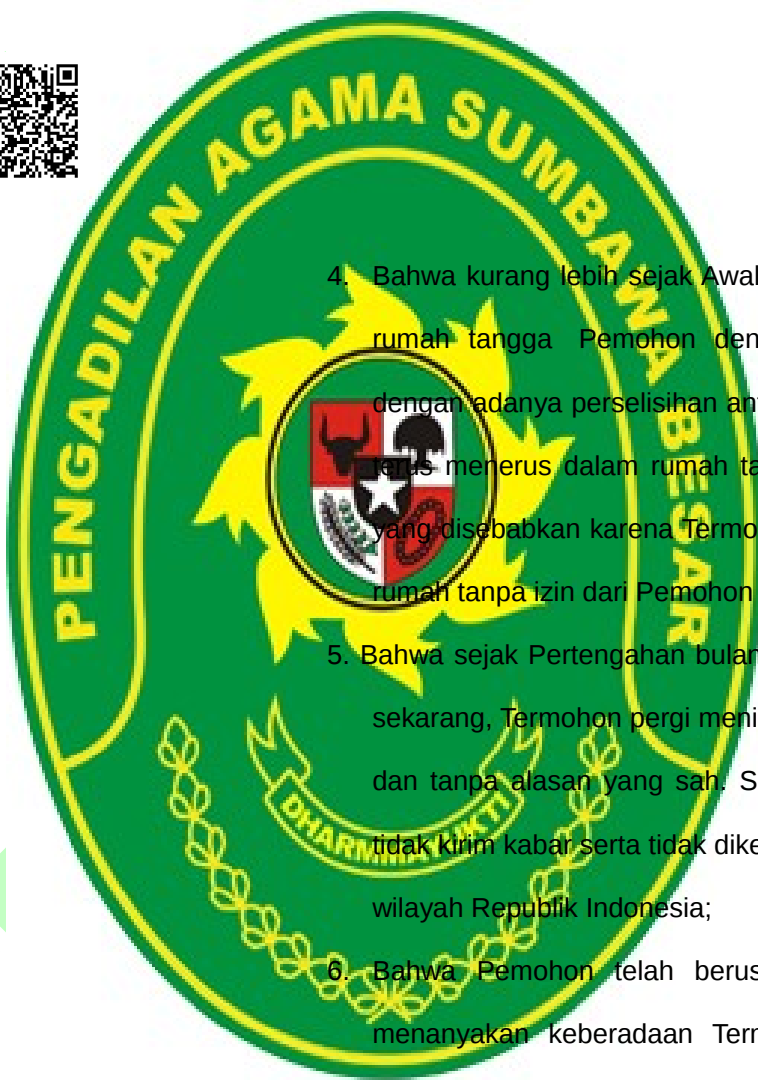 PENGADILAN AGAMA SUMBAWA BESAR
4. Bahwa kurang lebih sejak Awal
rumah tangga Pemohon den
dengan adanya perselisihan an
terus menerus dalam rumah ta
yang disebabkan karena Termo
rumah tanpa izin dari Pemohon
5. Bahwa sejak Pertengahan bulan
sekarang, Termohon pergi meni
dan tanpa alasan yang sah. S
tidak kirim kabar serta tidak dike
wilayah Republik Indonesia;
6. Bahwa Pemohon telah berus
menanyakan keberadaan Ter
DHARMMAYUKTI